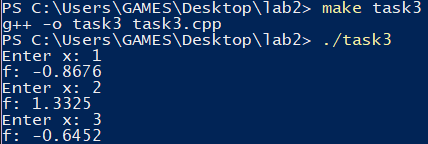 PS C:\Users\GAMES\Desktop\lab2> make task3
g++ -o task3 task3.cpp
PS C:\Users\GAMES\Desktop\lab2> ./task3
Enter x: 1
f: -0.8676
Enter x: 2
f: 1.3325
Enter x: 3
f: -0.6452